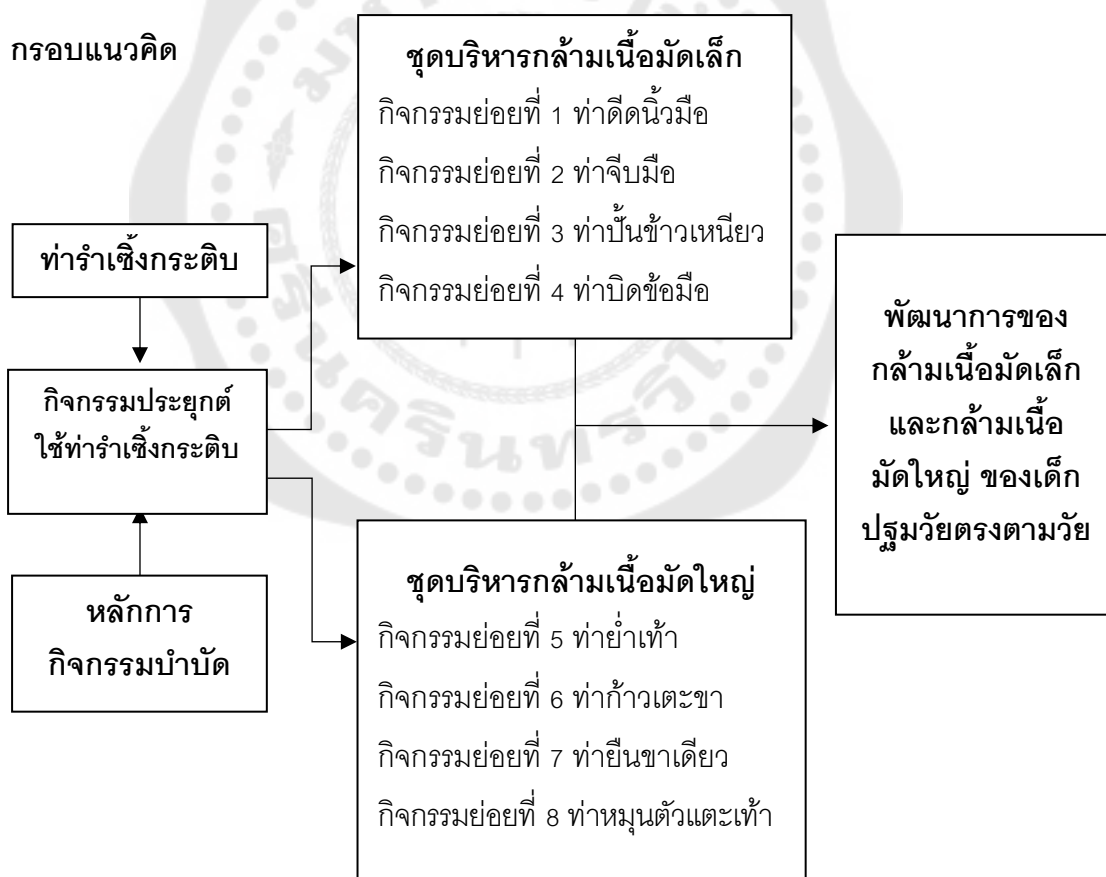 กรอบแนวคิด
ท่ารำเซิ้งกระติบ
กิจกรรมประยุกต์
ใช้ท่ารำเซิ้งกระติบ
หลักการ
กิจกรรมบำบัด
ชุดบริหารกล้ามเนื้อมัดเล็ก
กิจกรรมย่อยที่ 1 ท่าดีดนิ้วมือ
กิจกรรมย่อยที่ 2 ท่าจีบมือ
กิจกรรมย่อยที่ 3 ท่าปั้นข้าวเหนียว
กิจกรรมย่อยที่ 4 ท่าบิดข้อมือ
ชุดบริหารกล้ามเนื้อมัดใหญ่
กิจกรรมย่อยที่ 5 ท่าย่ำเท้า
กิจกรรมย่อยที่ 6 ท่าก้าวเตะขา
กิจกรรมย่อยที่ 7 ท่ายืนขาเดียว
กิจกรรมย่อยที่ 8 ท่าหมุนตัวแตะเท้า
พัฒนาการของ
กล้ามเนื้อมัดเล็ก
และกล้ามเนื้อ
มัดใหญ่ ของเด็ก
ปฐมวัยตรงตามวัย